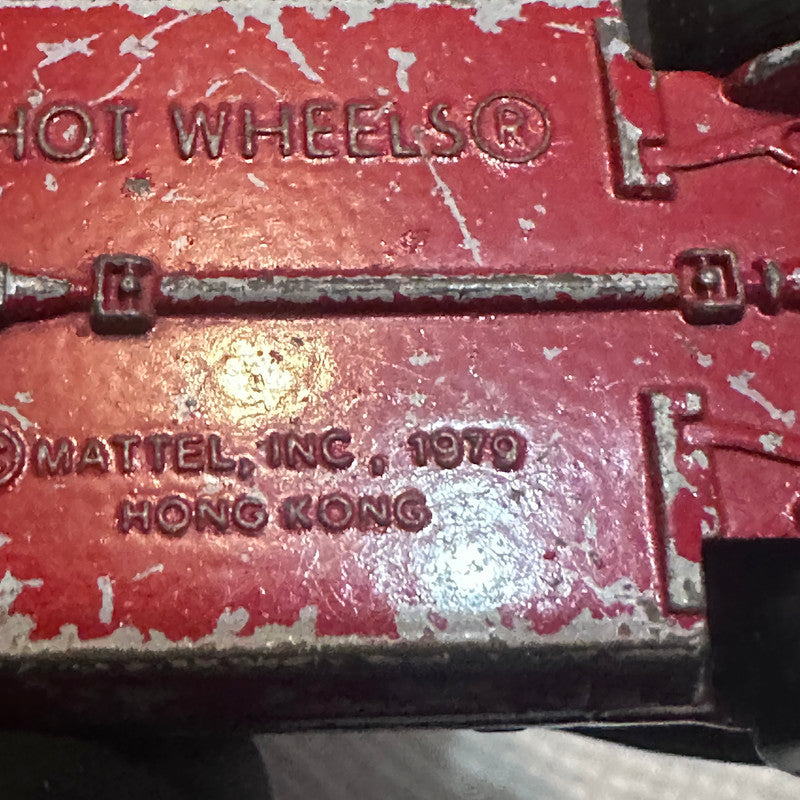 HOT WHEELS®
© MATTEL, INC., 1979
HONG KONG